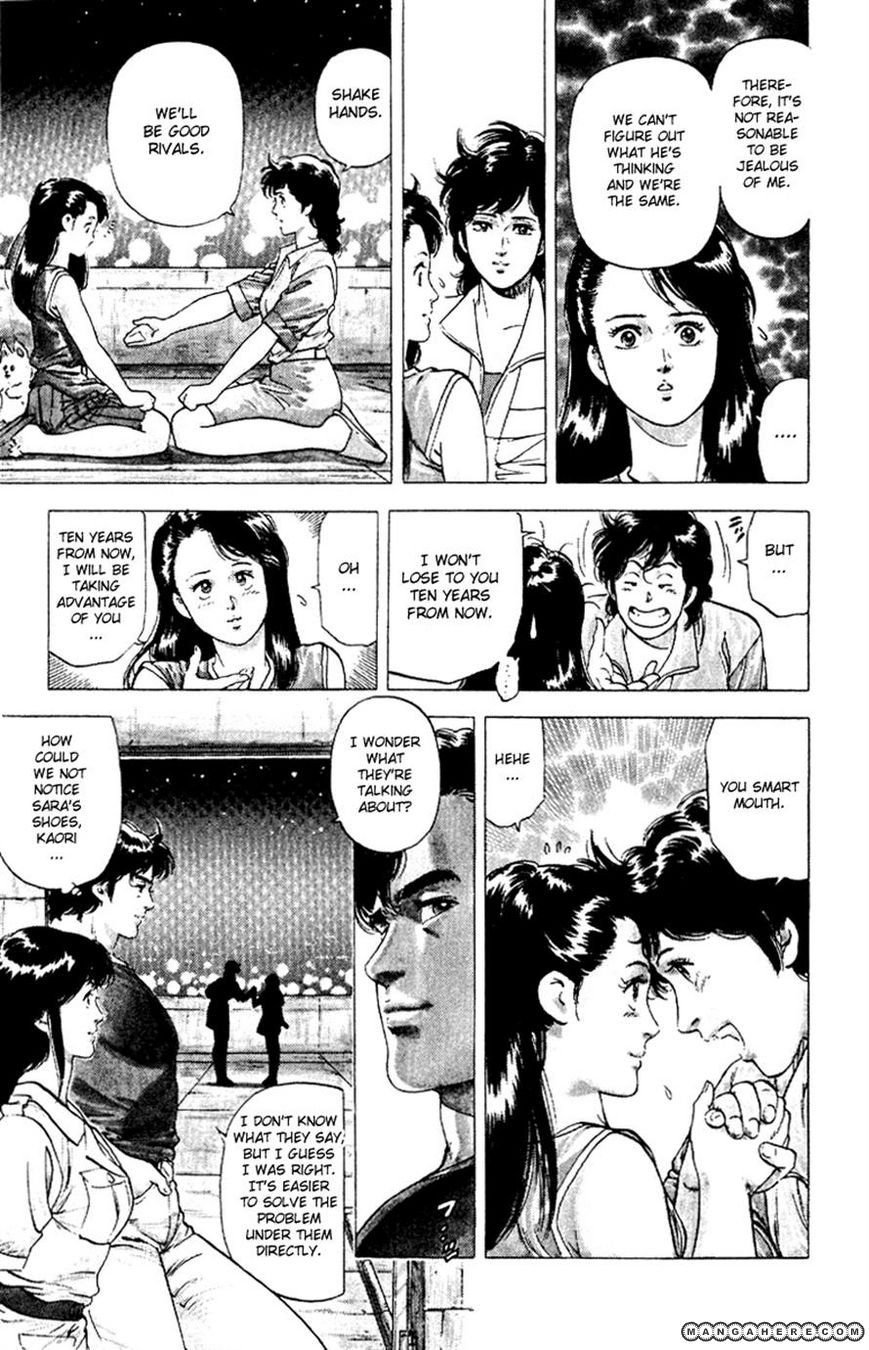 THERE-
FORE, IT'S
NOT REA-
SONABLE
TO BE
JEALOUS
OF ME.
WE CAN'T
FIGURE OUT
WHAT HE'S
THINKING
AND WE'RE
THE SAME.
....
SHAKE
HANDS.
WE'LL
BE GOOD
RIVALS.
BUT
...
I WON'T
LOSE TO YOU
TEN YEARS
FROM NOW.
OH
...
TEN YEARS
FROM NOW,
I WILL BE
TAKING
ADVANTAGE
OF YOU
...
YOU SMART
MOUTH.
HEHE
...
I WONDER
WHAT
THEY'RE
TALKING
ABOUT?
HOW
COULD
WE NOT
NOTICE
SARA'S
SHOES,
KAORI
...
I DON'T KNOW
WHAT THEY SAY,
BUT I GUESS
I WAS RIGHT.
IT'S EASIER
TO SOLVE THE
PROBLEM
UNDER THEM
DIRECTLY.
MANGAHERE.COM